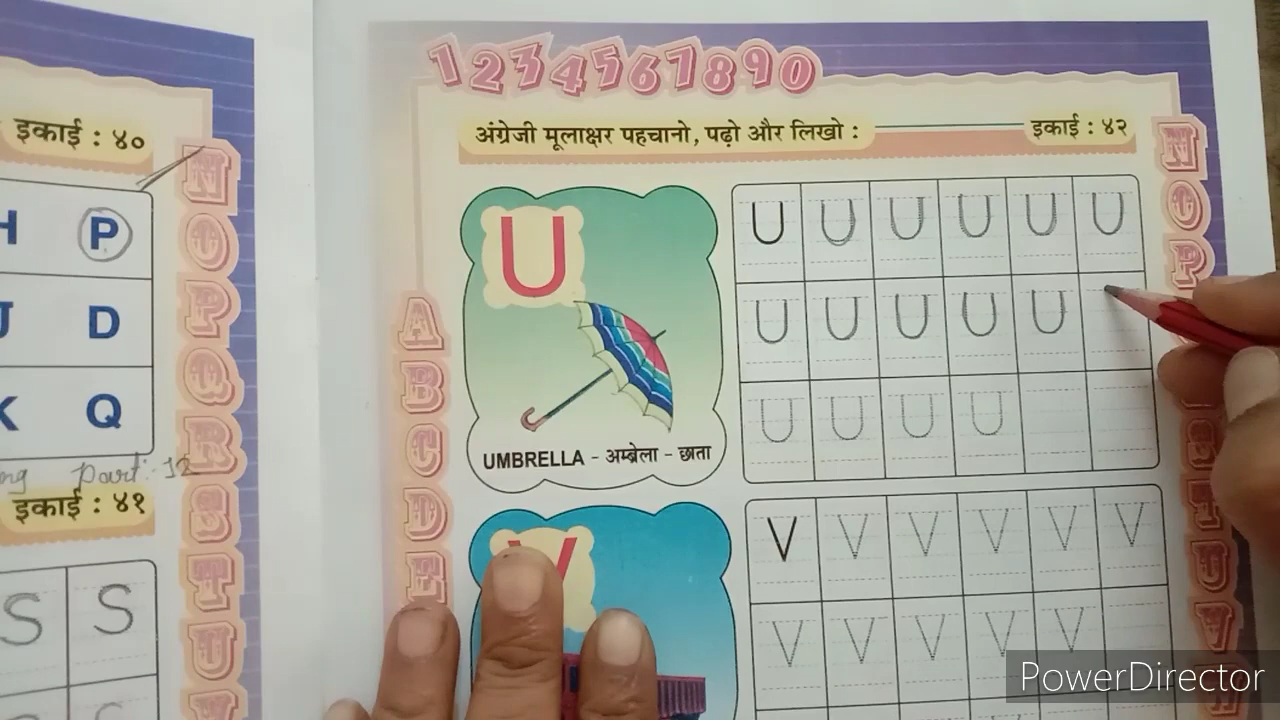 1234567890
इकाई : ४०
H P
J D
K Q
Part: 12
इकाई : ४१
S S
N O P Q R S T U V
अंग्रेजी मूलाक्षर पहचानो, पढ़ो और लिखो :
इकाई : ४२
A B C D E
U
UMBRELLA - अम्ब्रेला - छाता
U U U U U U
U U U U U
U U U U
V
V V V V V V
V V V V V
N O P
U V
PowerDirector